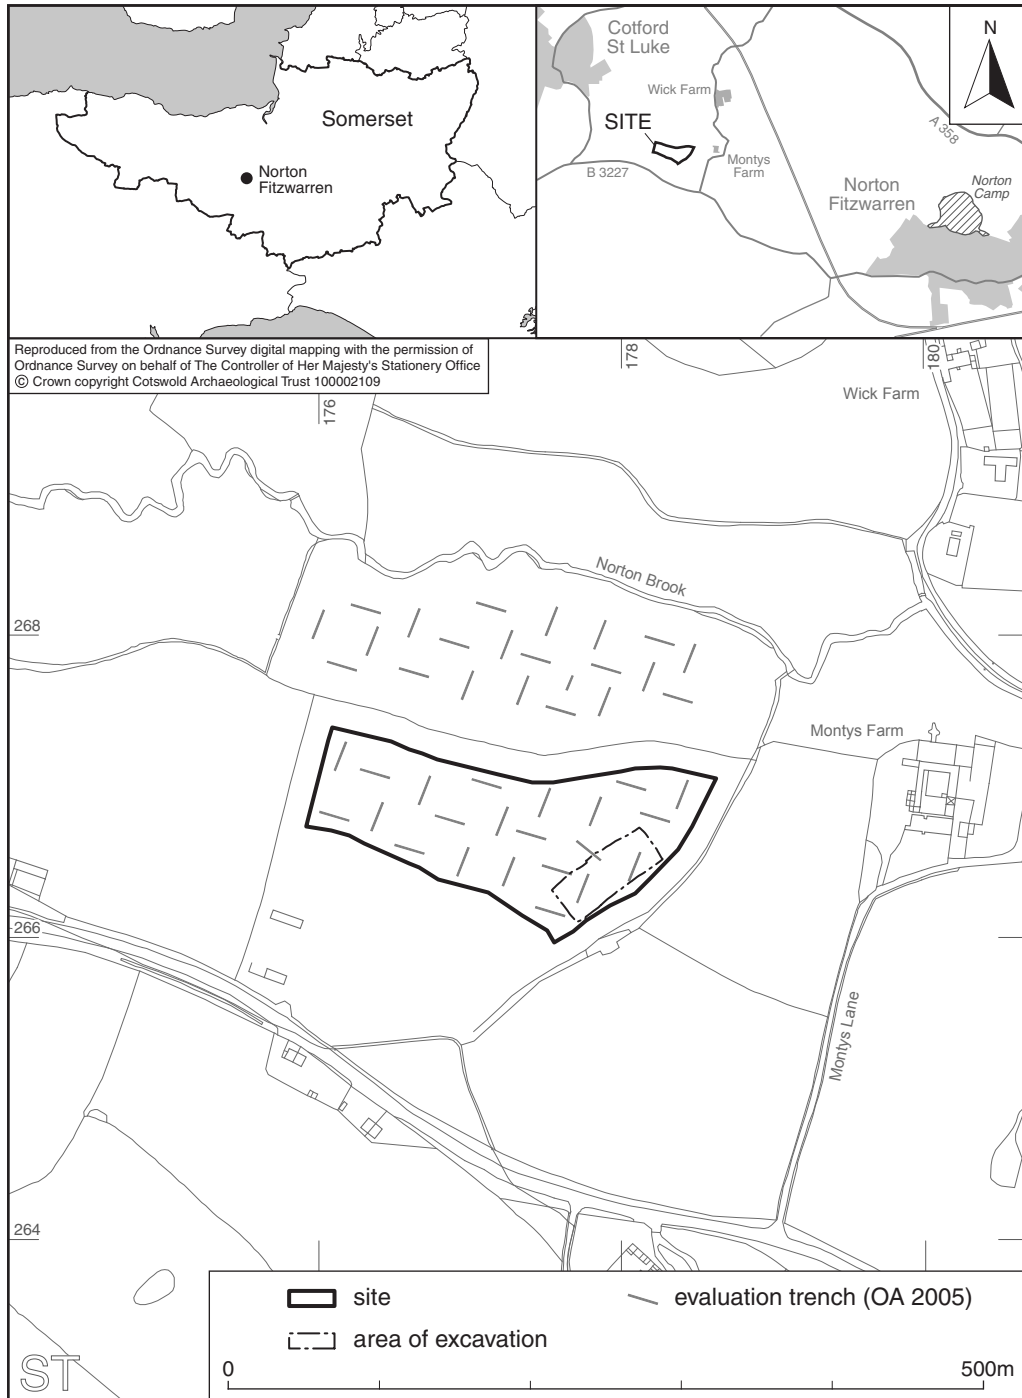 Somerset
Norton
Fitzwarren
Cotford
St Luke
Wick Farm
SITE
B 3227
Montys
Farm
A 358
Norton
Fitzwarren
Norton
Camp
N
Reproduced from the Ordnance Survey digital mapping with the permission of
Ordnance Survey on behalf of The Controller of Her Majesty's Stationery Office
© Crown copyright Cotswold Archaeological Trust 100002109
176
178
180
Wick Farm
Norton Brook
268
Montys Farm
266
Montys Lane
264
site
evaluation trench (OA 2005)
area of excavation
ST
0
500m